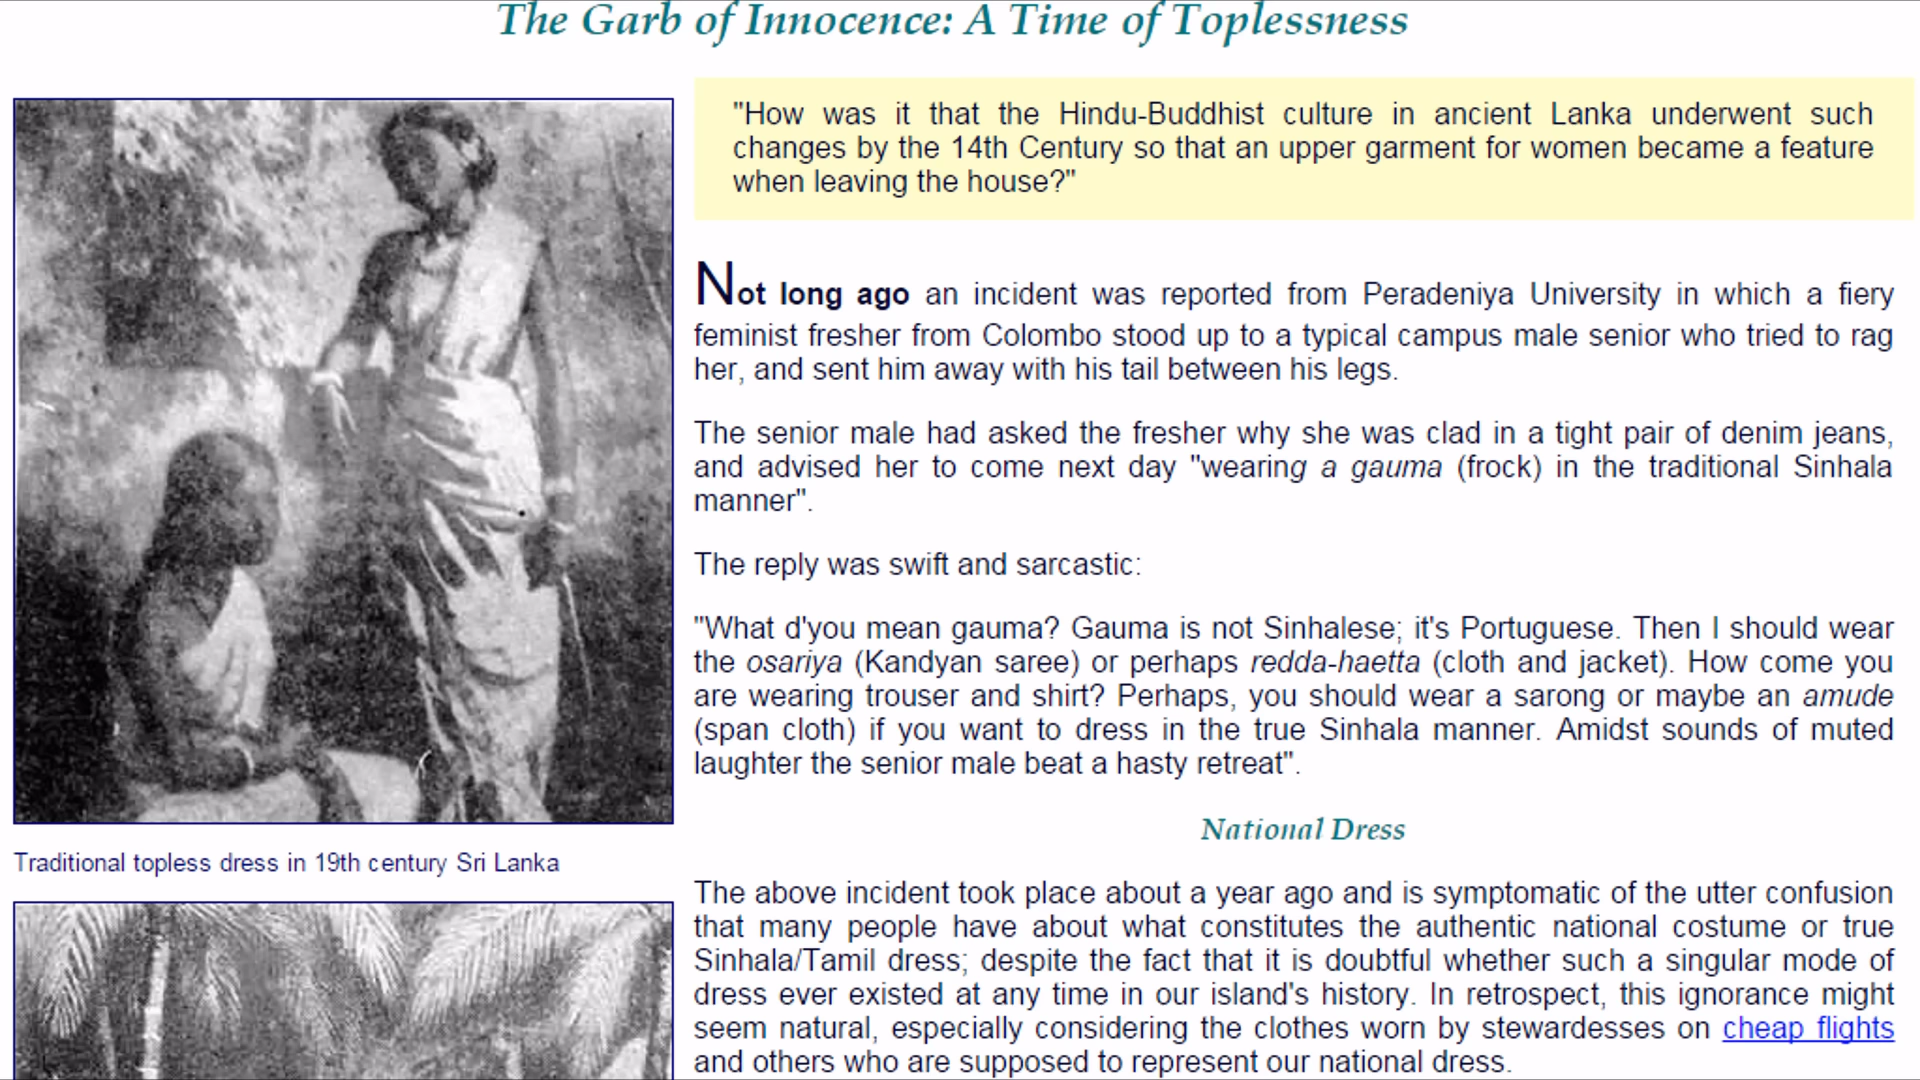 The Garb of Innocence: A Time of Toplessness
"How was it that the Hindu-Buddhist culture in ancient Lanka underwent such
changes by the 14th Century so that an upper garment for women became a feature
when leaving the house?"
Not long ago an incident was reported from Peradeniya University in which a fiery
feminist fresher from Colombo stood up to a typical campus male senior who tried to rag
her, and sent him away with his tail between his legs.
The senior male had asked the fresher why she was clad in a tight pair of denim jeans,
and advised her to come next day "wearing a gauma (frock) in the traditional Sinhala
manner".
The reply was swift and sarcastic:
"What d'you mean gauma? Gauma is not Sinhalese; it's Portuguese. Then I should wear
the osariya (Kandyan saree) or perhaps redda-haetta (cloth and jacket). How come you
are wearing trouser and shirt? Perhaps, you should wear a sarong or maybe an amude
(span cloth) if you want to dress in the true Sinhala manner. Amidst sounds of muted
laughter the senior male beat a hasty retreat".
Traditional topless dress in 19th century Sri Lanka
National Dress
The above incident took place about a year ago and is symptomatic of the utter confusion
that many people have about what constitutes the authentic national costume or true
Sinhala/Tamil dress; despite the fact that it is doubtful whether such a singular mode of
dress ever existed at any time in our island's history. In retrospect, this ignorance might
seem natural, especially considering the clothes worn by stewardesses on cheap flights
and others who are supposed to represent our national dress.